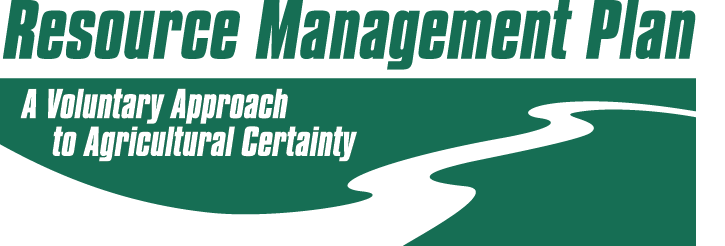 Resource Management Plan
A Voluntary Approach
to Agricultural Certainty